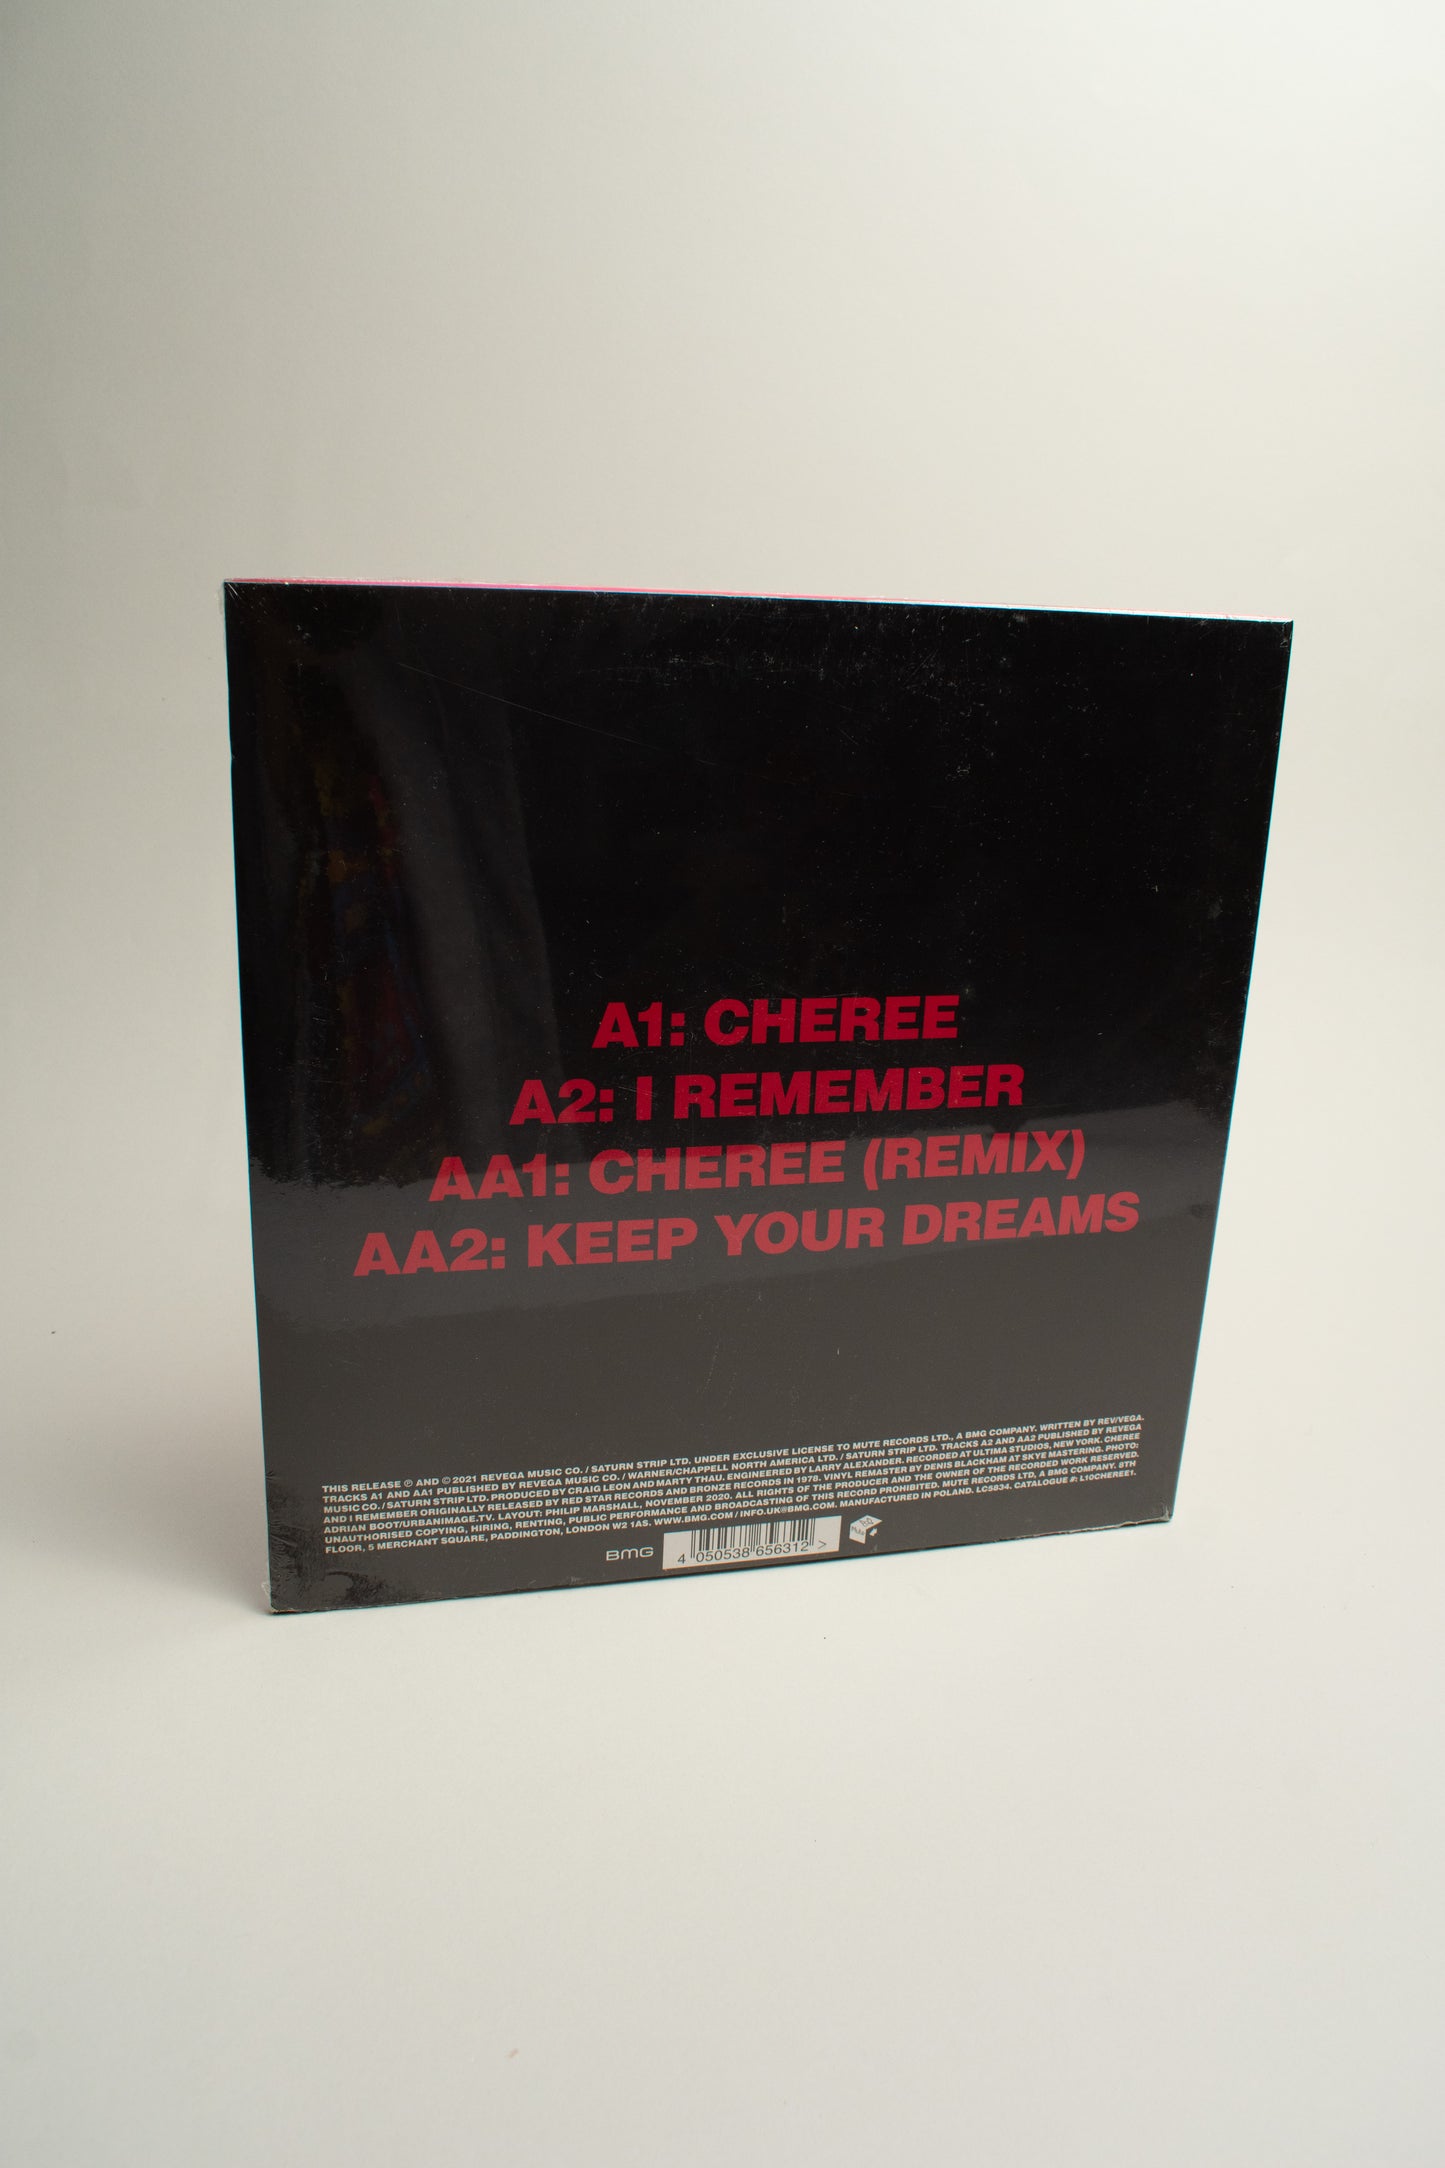 A1: CHEREE
A2: I REMEMBER
AA1: CHEREE (REMIX)
AA2: KEEP YOUR DREAMS
THIS RELEASE ℗ AND © 2021 REVEGA MUSIC CO. / SATURN STRIP LTD. UNDER EXCLUSIVE LICENSE TO MUTE RECORDS LTD., A BMG COMPANY. WRITTEN BY REV/VEGA.
TRACKS A1 AND AA1 PUBLISHED BY REVEGA MUSIC CO. / WARNER/CHAPPELL NORTH AMERICA LTD. / SATURN STRIP LTD. TRACKS A2 AND AA2 PUBLISHED BY REVEGA
MUSIC CO. / SATURN STRIP LTD. PRODUCED BY CRAIG LEON AND MARTY THAU. ENGINEERED BY LARRY ALEXANDER. RECORDED AT ULTIMA STUDIOS, NEW YORK. CHEREE
AND I REMEMBER ORIGINALLY RELEASED BY RED STAR RECORDS AND BRONZE RECORDS IN 1978. VINYL REMASTER BY DENIS BLACKHAM AT SKYE MASTERING. PHOTO:
ADRIAN BOOT/URBANIMAGE.TV. LAYOUT: PHILIP MARSHALL, NOVEMBER 2020. ALL RIGHTS OF THE PRODUCER AND THE OWNER OF THE RECORDED WORK RESERVED.
UNAUTHORISED COPYING, HIRING, RENTING, PUBLIC PERFORMANCE AND BROADCASTING OF THIS RECORD PROHIBITED. MUTE RECORDS LTD, A BMG COMPANY. 8TH
FLOOR, 5 MERCHANT SQUARE, PADDINGTON, LONDON W2 1AS. WWW.BMG.COM / INFO.UK@BMG.COM. MANUFACTURED IN POLAND. LC5834. CATALOGUE #: L10CHEREE1.
BMG
4 050538 656312 >
Mute